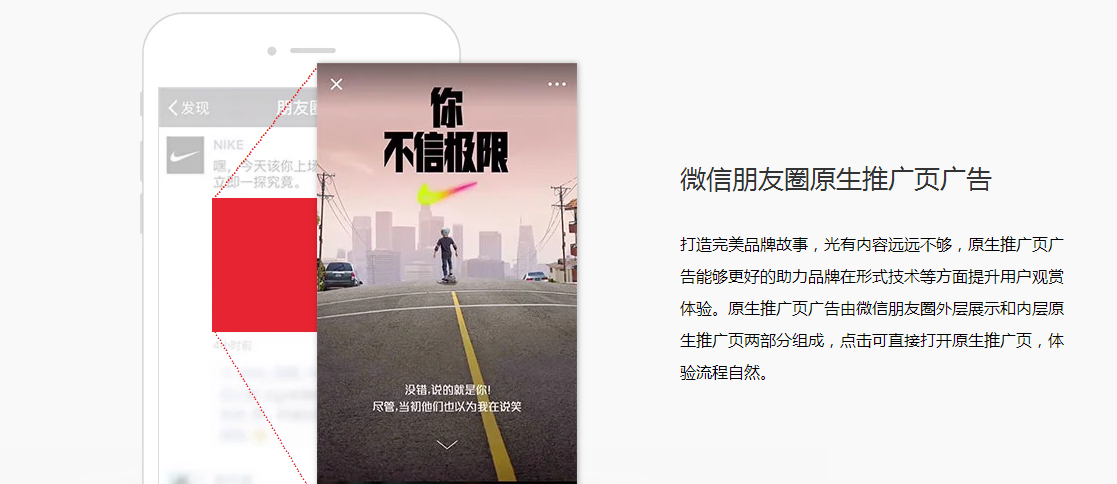 发现
朋友圈
NIKE
嘿，今天该你上场
立即一探究竟。
4小时前
你
不信极限
没错,说的就是你!
尽管,当初他们也以为我在说笑
微信朋友圈原生推广页广告
打造完美品牌故事，光有内容远远不够，原生推广页广
告能够更好的助力品牌在形式技术等方面提升用户观赏
体验。原生推广页广告由微信朋友圈外层展示和内层原
生推广页两部分组成，点击可直接打开原生推广页，体
验流程自然。